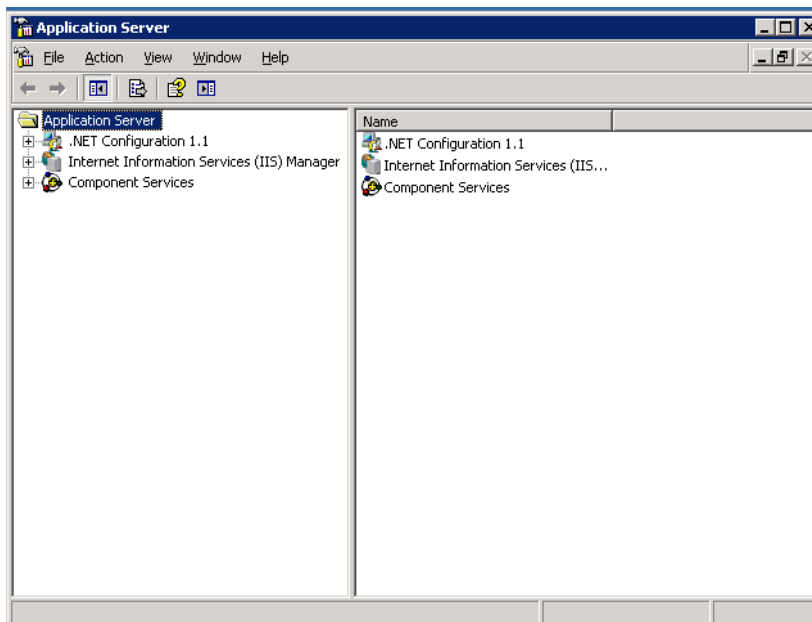 Application Server
File Action View Window Help
Application Server
.NET Configuration 1.1
Internet Information Services (IIS) Manager
Component Services
Name
.NET Configuration 1.1
Internet Information Services (IIS...
Component Services